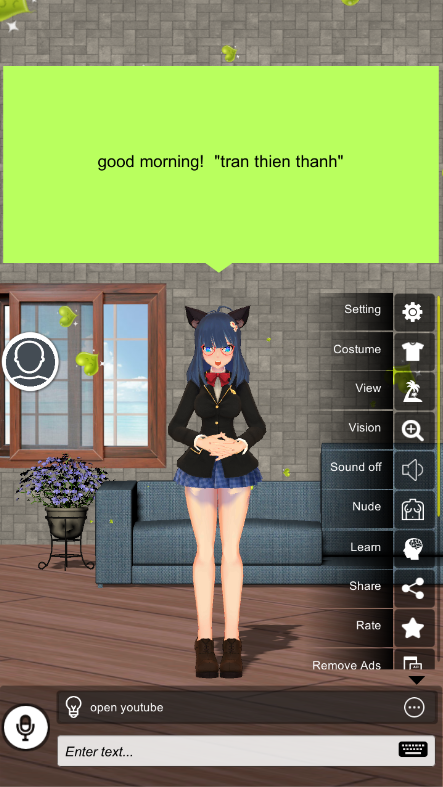 good morning!  "tran thien thanh"
Setting
Costume
View
Vision
Sound off
Nude
Learn
Share
Rate
Remove Ads
open youtube
Enter text...